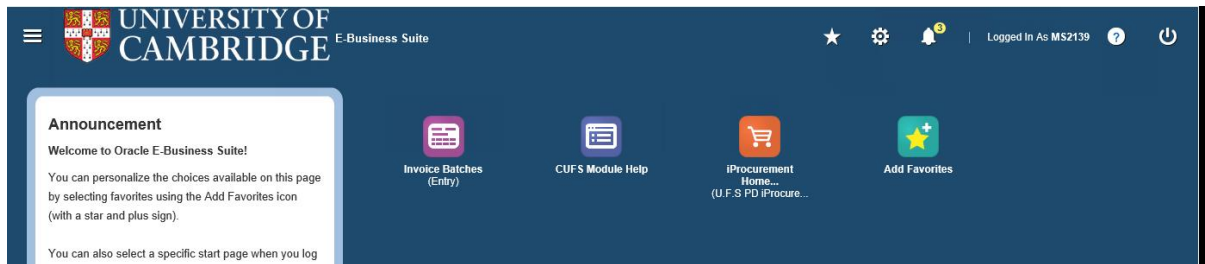 UNIVERSITY OF
CAMBRIDGE E-Business Suite
3
Logged In As MS2139
?
Announcement
Welcome to Oracle E-Business Suite!
You can personalize the choices available on this page
by selecting favorites using the Add Favorites icon
(with a star and plus sign).
You can also select a specific start page when you log
Invoice Batches
(Entry)
CUFS Module Help
iProcurement
Home...
(U.F.S PD iProcure...
Add Favorites